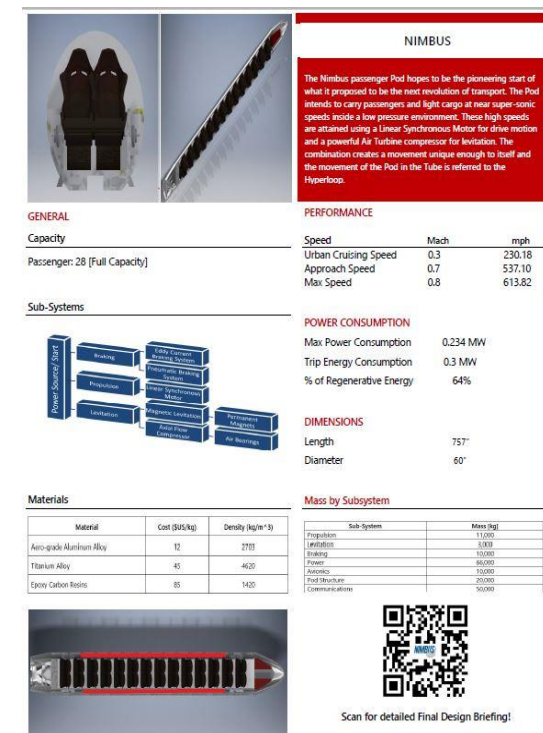 NIMBUS
The Nimbus passenger Pod hopes to be the pioneering start of
what it proposed to be the next revolution of transport. The Pod
intends to carry passengers and light cargo at near super-sonic
speeds inside a low pressure environment. These high speeds
are attained using a Linear Synchronous Motor for drive motion
and a powerful Air Turbine compressor for levitation. The
combination creates a movement unique enough to itself and
the movement of the Pod in the Tube is referred to the
Hyperloop.
GENERAL
Capacity
Passenger: 28 [Full Capacity]
Sub-Systems
Power Source/ Start
Braking
Propulsion
Levitation
Eddy Current
Braking System
Pneumatic Braking
System
Linear Synchronous
Motor
Magnetic Levitation
Axial Flow
Compressor
Permanent
Magnets
Air Bearings
PERFORMANCE
Speed Mach mph
Urban Cruising Speed 0.3 230.18
Approach Speed 0.7 537.10
Max Speed 0.8 613.82
POWER CONSUMPTION
Max Power Consumption 0.234 MW
Trip Energy Consumption 0.3 MW
% of Regenerative Energy 64%
DIMENSIONS
Length 757"
Diameter 60"
Materials
Material Cost ($US/kg) Density (kg/m^3)
Aero-grade Aluminum Alloy 12 2783
Titanium Alloy 45 4620
Epoxy Carbon Resins 85 1420
Mass by Subsystem
Sub-System Mass [kg]
Propulsion 11,000
Levitation 3,000
Braking 10,000
Power 66,000
Avionics 10,000
Pod Structure 20,000
Communications 50,000
NIMBUS
Scan for detailed Final Design Briefing!